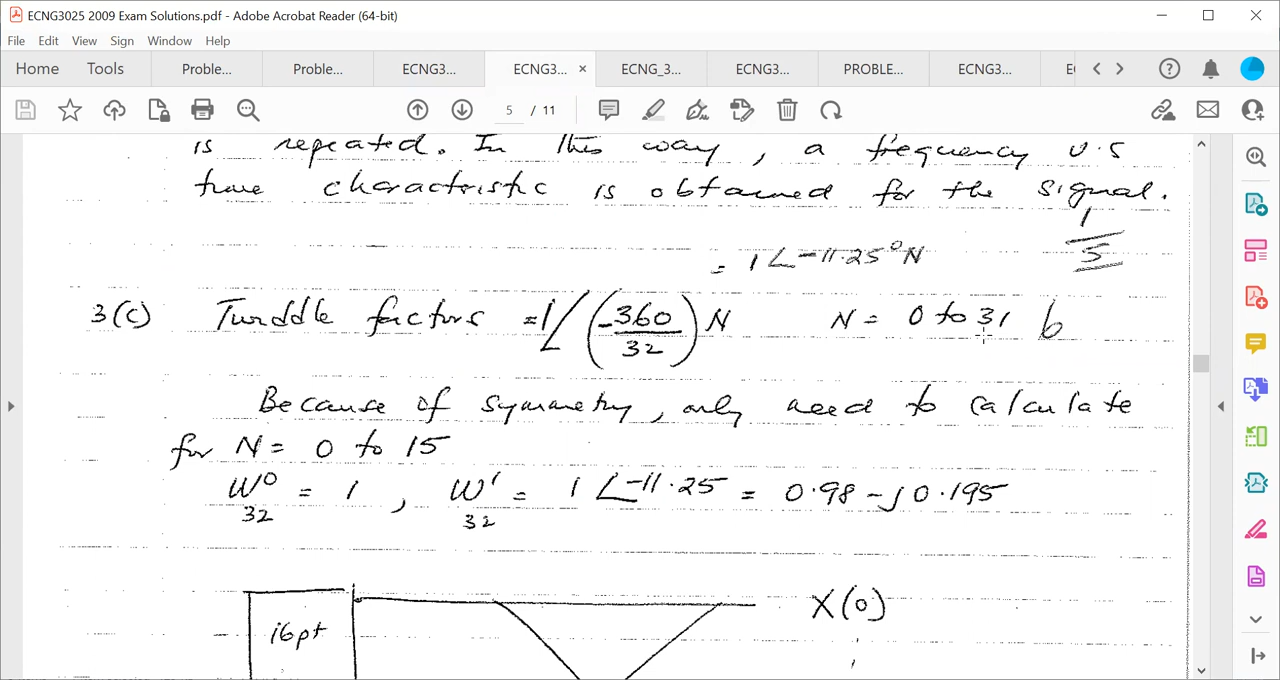 ECNG3025 2009 Exam Solutions.pdf - Adobe Acrobat Reader (64-bit)
File Edit View Sign Window Help
Home Tools Proble... Proble... ECNG3... ECNG3... × ECNG_3... ECNG3... PROBLE... ECNG3...
5 / 11
is repeated. In this way, a frequency v.s
time characteristic is obtained for the signal.
1
5
= 1∠-11.25°N
3(c) Twiddle factors = 1∠(-360/32)N N = 0 to 31 6
Because of symmetry, only need to calculate
for N = 0 to 15
W⁰₃₂ = 1, W¹₃₂ = 1∠-11.25 = 0.98 - j0.195
16pt X(0)